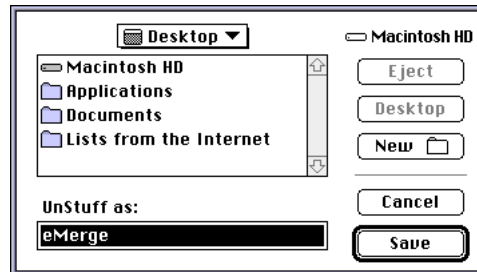 Desktop
Macintosh HD
Macintosh HD
Applications
Documents
Lists from the Internet
Eject
Desktop
New
UnStuff as:
eMerge
Cancel
Save